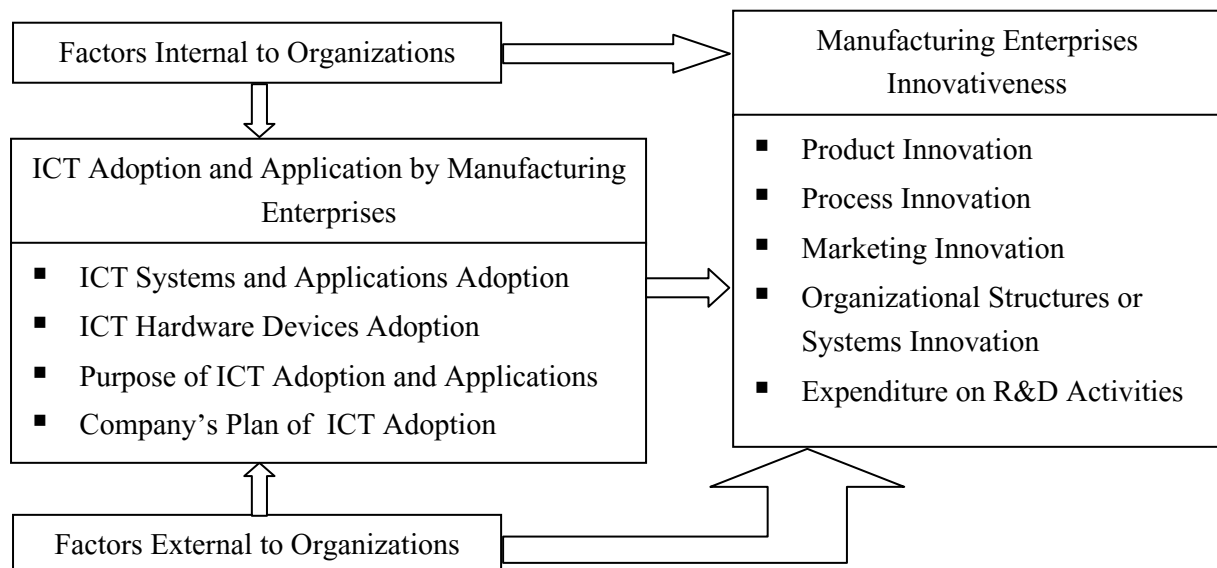 Factors Internal to Organizations
ICT Adoption and Application by Manufacturing
Enterprises
▪ ICT Systems and Applications Adoption
▪ ICT Hardware Devices Adoption
▪ Purpose of ICT Adoption and Applications
▪ Company’s Plan of ICT Adoption
Factors External to Organizations
Manufacturing Enterprises
Innovativeness
▪ Product Innovation
▪ Process Innovation
▪ Marketing Innovation
▪ Organizational Structures or
Systems Innovation
▪ Expenditure on R&D Activities